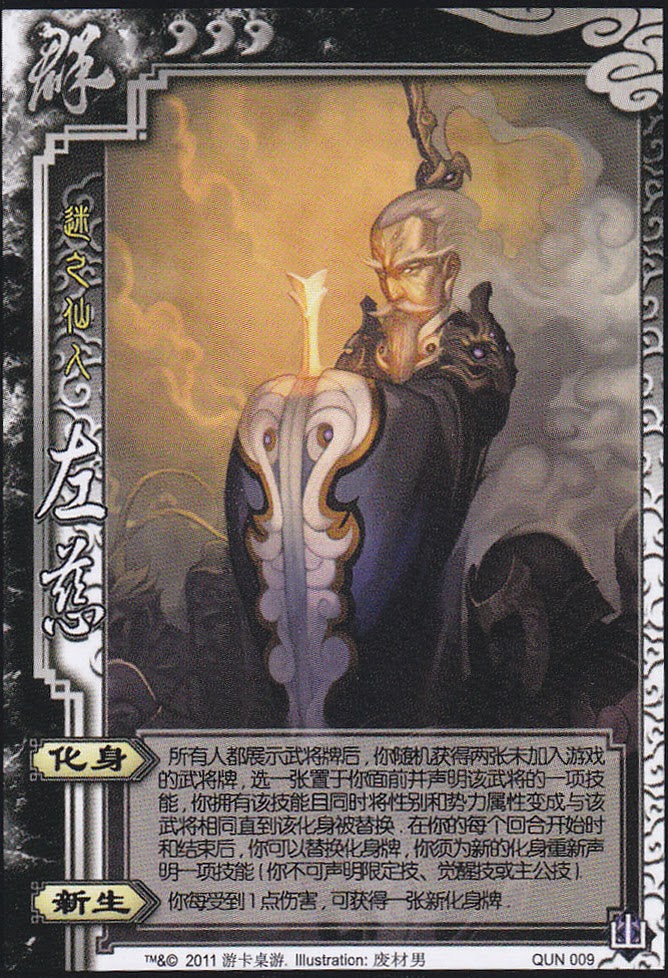 群
迷之仙人
左慈
化身
所有人都展示武将牌后，你随机获得两张未加入游戏
的武将牌，选一张置于你面前并声明该武将的一项技
能，你拥有该技能且同时将性别和势力属性变成与该
武将相同直到该化身被替换．在你的每个回合开始时
和结束后，你可以替换化身牌，你须为新的化身重新声
明一项技能（你不可声明限定技、觉醒技或主公技）．
新生
你每受到1点伤害，可获得一张新化身牌．
山
™&© 2011 游卡桌游. Illustration: 废材男
QUN 009